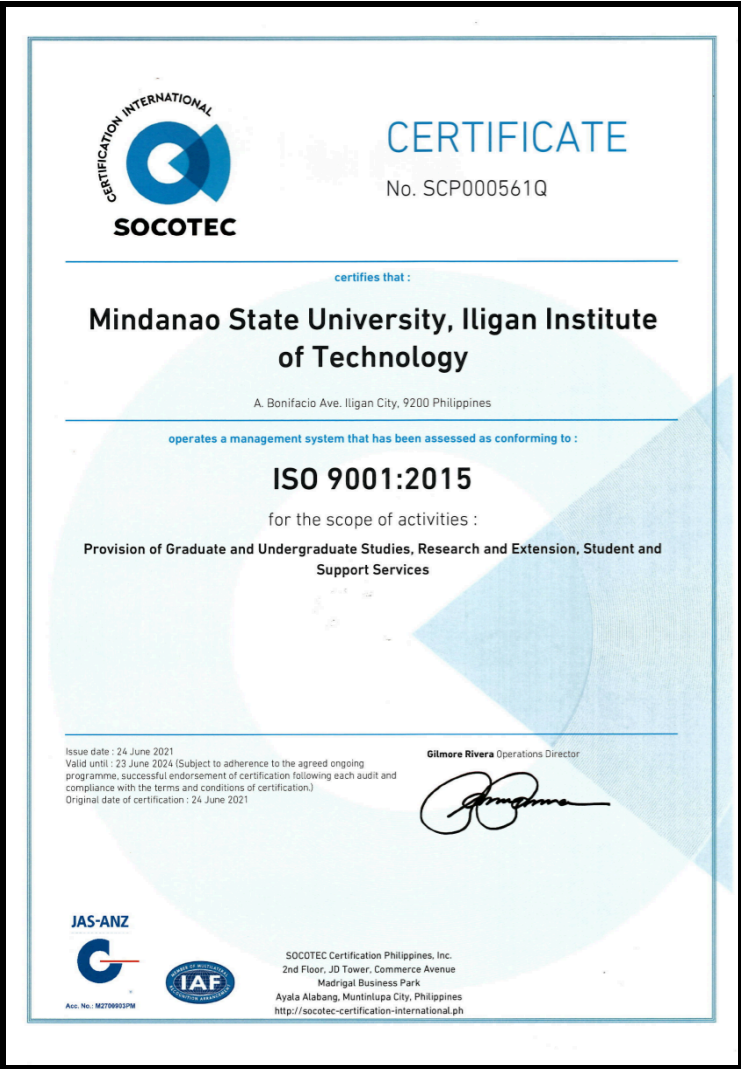 CERTIFICATION INTERNATIONAL
SOCOTEC
CERTIFICATE
No. SCP000561Q
certifies that :
Mindanao State University, Iligan Institute
of Technology
A. Bonifacio Ave. Iligan City, 9200 Philippines
operates a management system that has been assessed as conforming to :
ISO 9001:2015
for the scope of activities :
Provision of Graduate and Undergraduate Studies, Research and Extension, Student and
Support Services
Issue date : 24 June 2021
Valid until : 23 June 2024 (Subject to adherence to the agreed ongoing
programme, successful endorsement of certification following each audit and
compliance with the terms and conditions of certification.)
Original date of certification : 24 June 2021
Gilmore Rivera Operations Director
JAS-ANZ
Acc. No.: M2700903PM
MEMBER OF MULTILATERAL
IAF
RECOGNITION ARRANGEMENT
SOCOTEC Certification Philippines, Inc.
2nd Floor, JD Tower, Commerce Avenue
Madrigal Business Park
Ayala Alabang, Muntinlupa City, Philippines
http://socotec-certification-international.ph